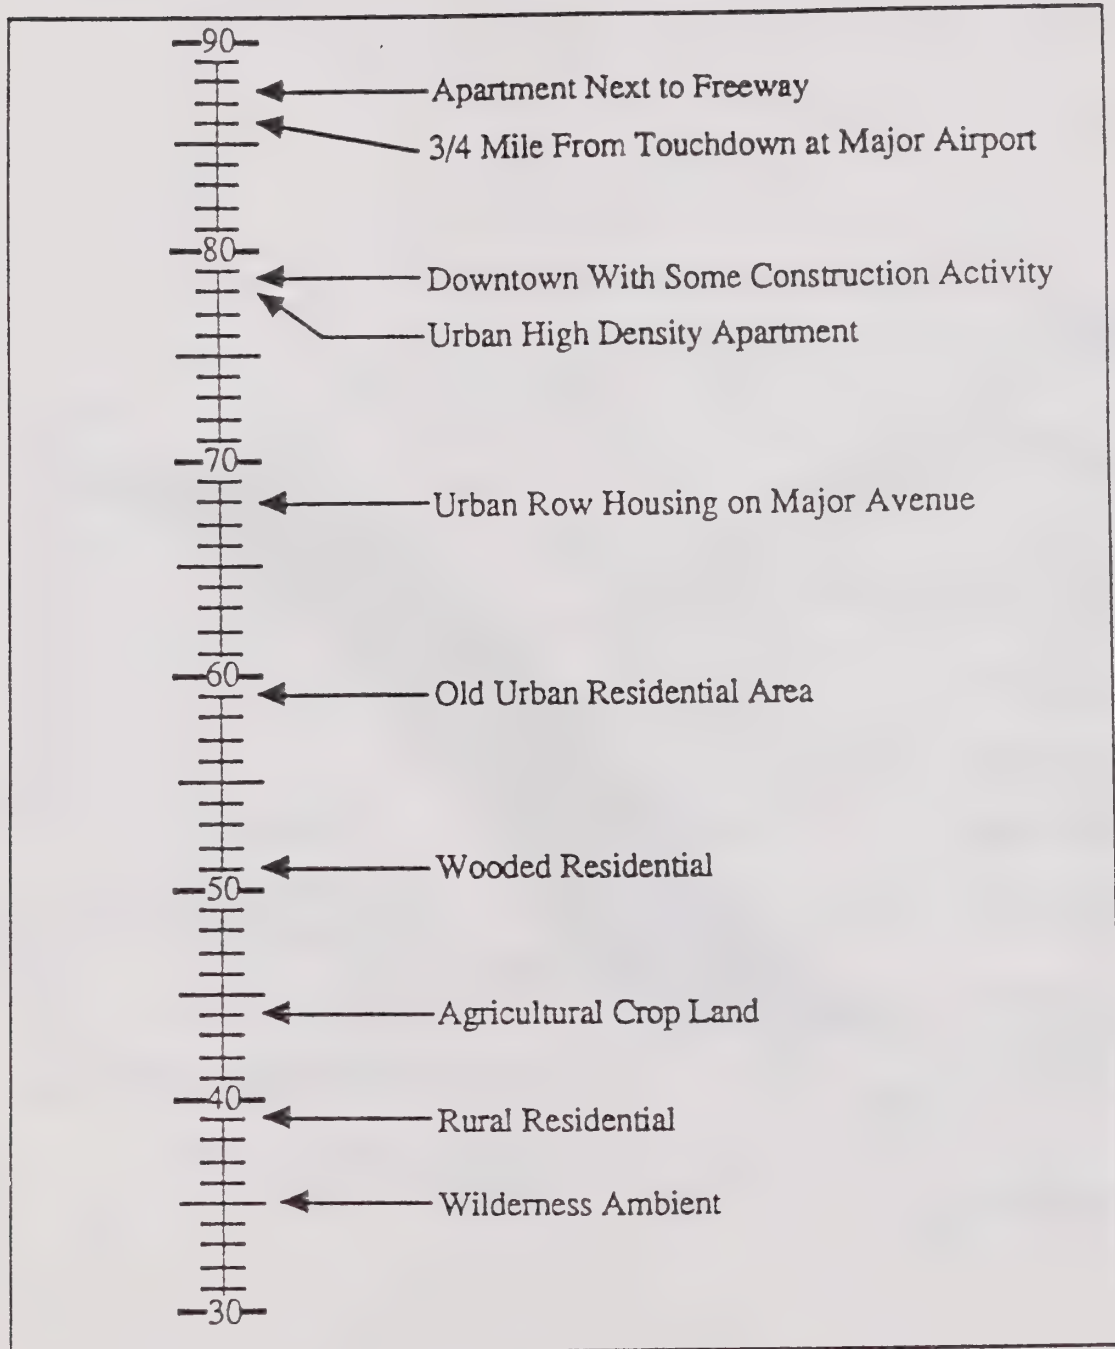 90
Apartment Next to Freeway
3/4 Mile From Touchdown at Major Airport
80
Downtown With Some Construction Activity
Urban High Density Apartment
70
Urban Row Housing on Major Avenue
60
Old Urban Residential Area
Wooded Residential
50
Agricultural Crop Land
40
Rural Residential
Wilderness Ambient
30